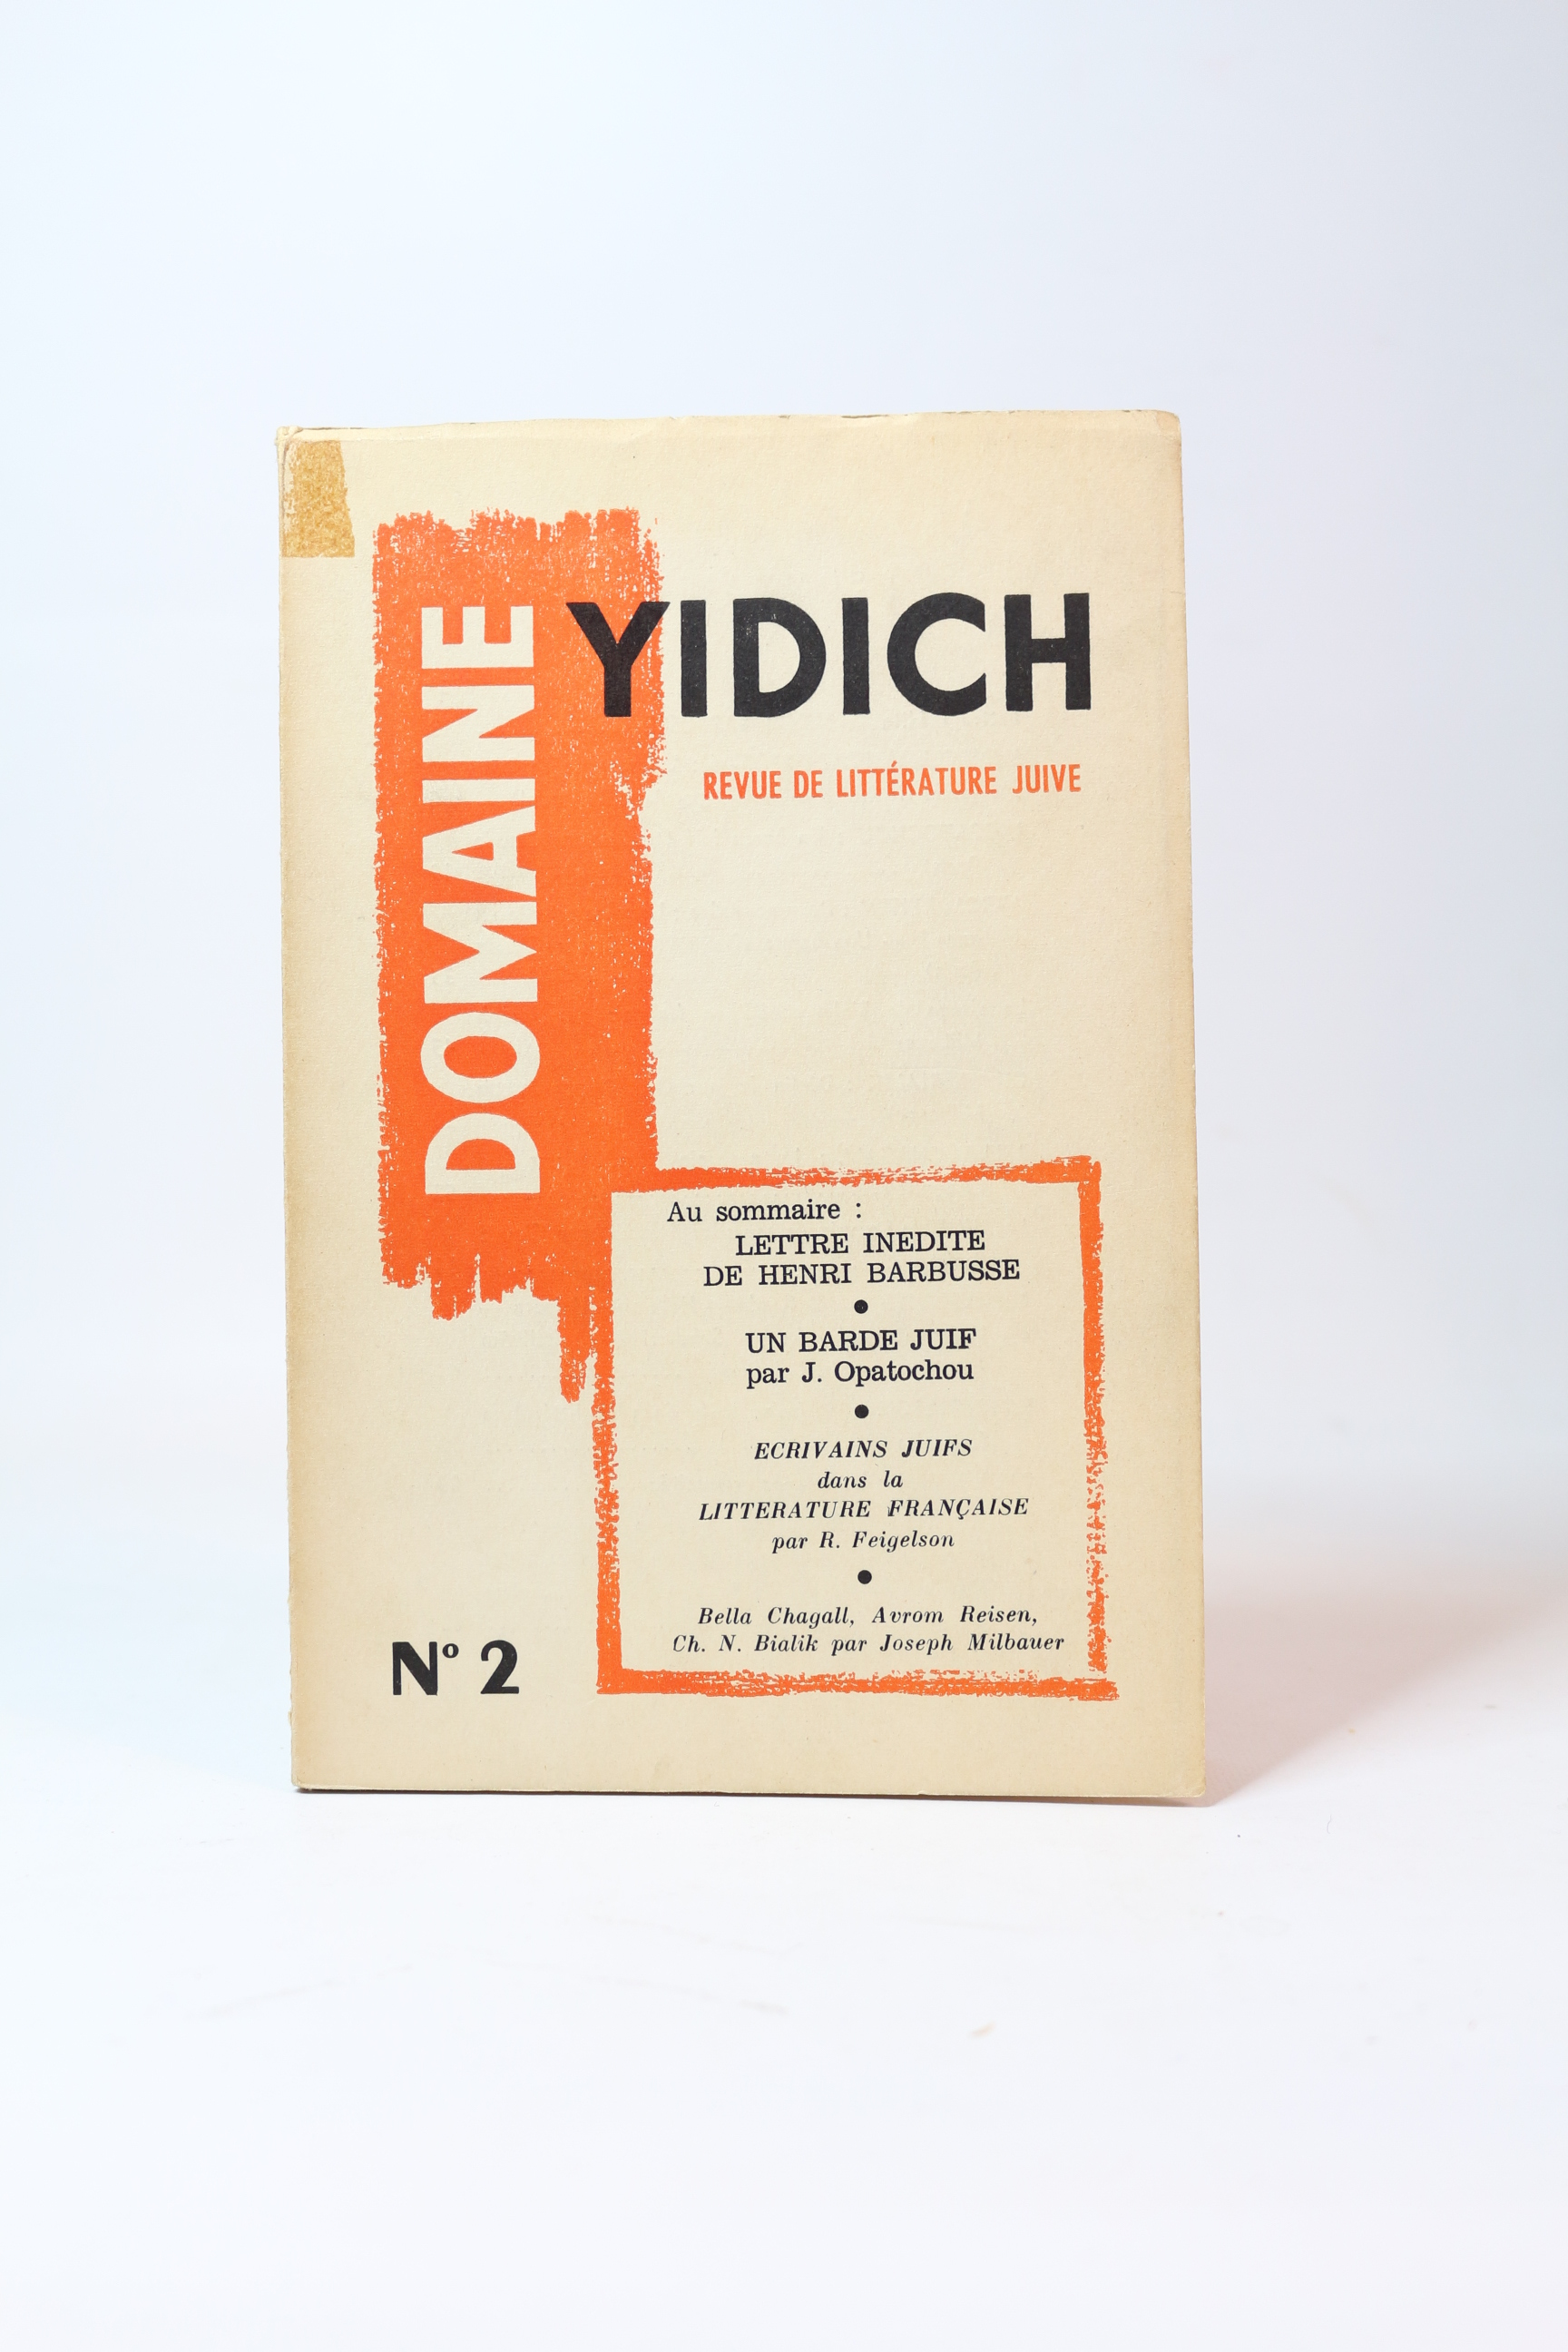 DOMAINE
YIDICH
REVUE DE LITTÉRATURE JUIVE
Au sommaire :
LETTRE INEDITE
DE HENRI BARBUSSE
●
UN BARDE JUIF
par J. Opatochou
●
ECRIVAINS JUIFS
dans la
LITTERATURE FRANÇAISE
par R. Feigelson
●
Bella Chagall, Avrom Reisen,
Ch. N. Bialik par Joseph Milbauer
Nº 2